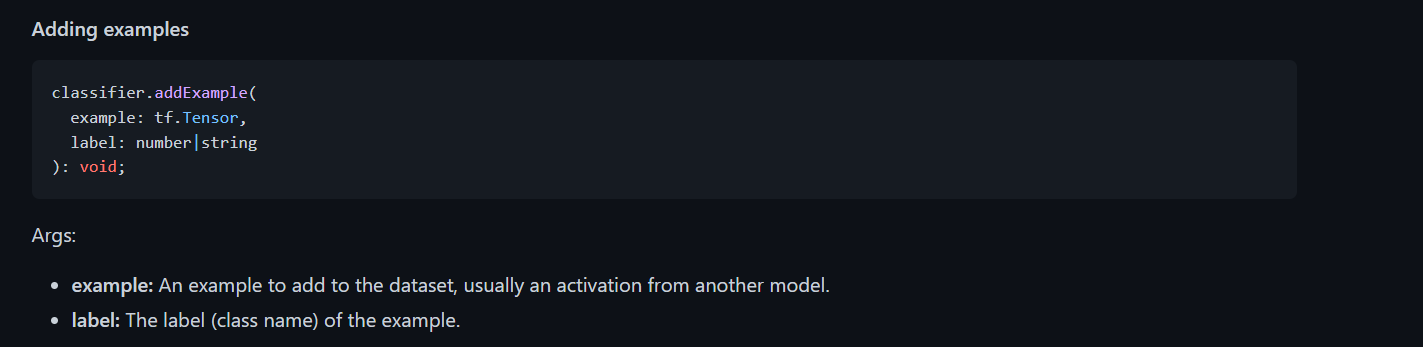 Adding examples
classifier.addExample(
  example: tf.Tensor,
  label: number|string
): void;
Args:
• example: An example to add to the dataset, usually an activation from another model.
• label: The label (class name) of the example.